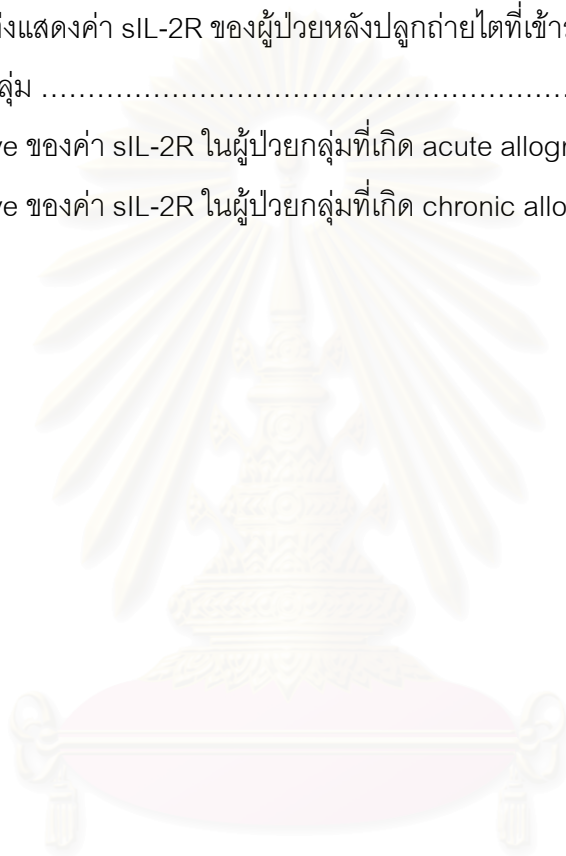 แสดงค่า sIL-2R ของผู้ป่วยหลังปลูกถ่ายไตที่เข้า
ลุ่ม ........................................................
ve ของค่า sIL-2R ในผู้ป่วยกลุ่มที่เกิด acute allogr
ve ของค่า sIL-2R ในผู้ป่วยกลุ่มที่เกิด chronic allo